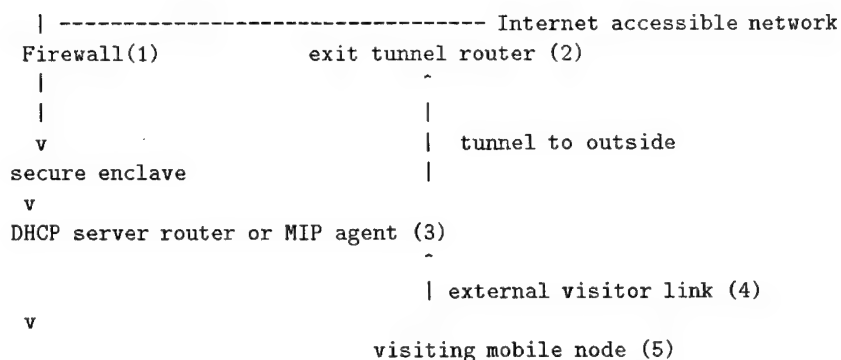 | ---------------------------------- Internet accessible network
Firewall(1) exit tunnel router (2)
| ^
| |
v | tunnel to outside
secure enclave |
v
DHCP server router or MIP agent (3)
^
| external visitor link (4)
v
visiting mobile node (5)